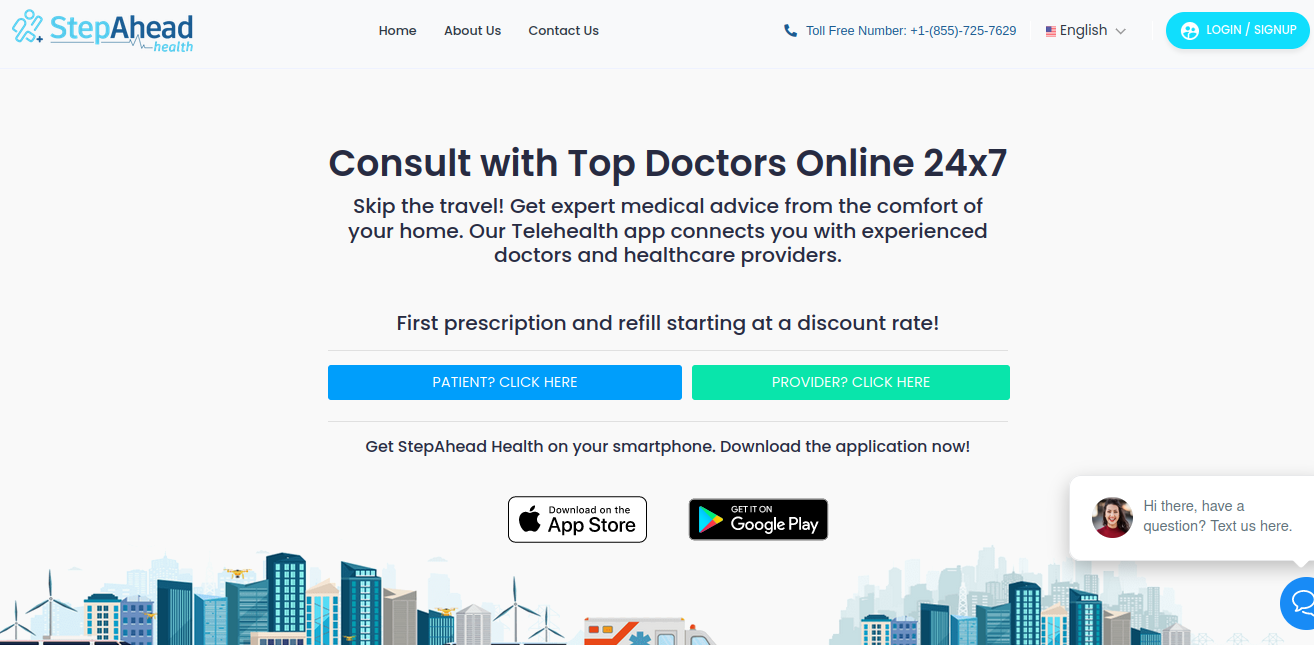 StepAhead
health
Home
About Us
Contact Us
Toll Free Number: +1-(855)-725-7629
English
LOGIN / SIGNUP
Consult with Top Doctors Online 24x7
Skip the travel! Get expert medical advice from the comfort of
your home. Our Telehealth app connects you with experienced
doctors and healthcare providers.
First prescription and refill starting at a discount rate!
PATIENT? CLICK HERE
PROVIDER? CLICK HERE
Get StepAhead Health on your smartphone. Download the application now!
Download on the
App Store
GET IT ON
Google Play
Hi there, have a
question? Text us here.